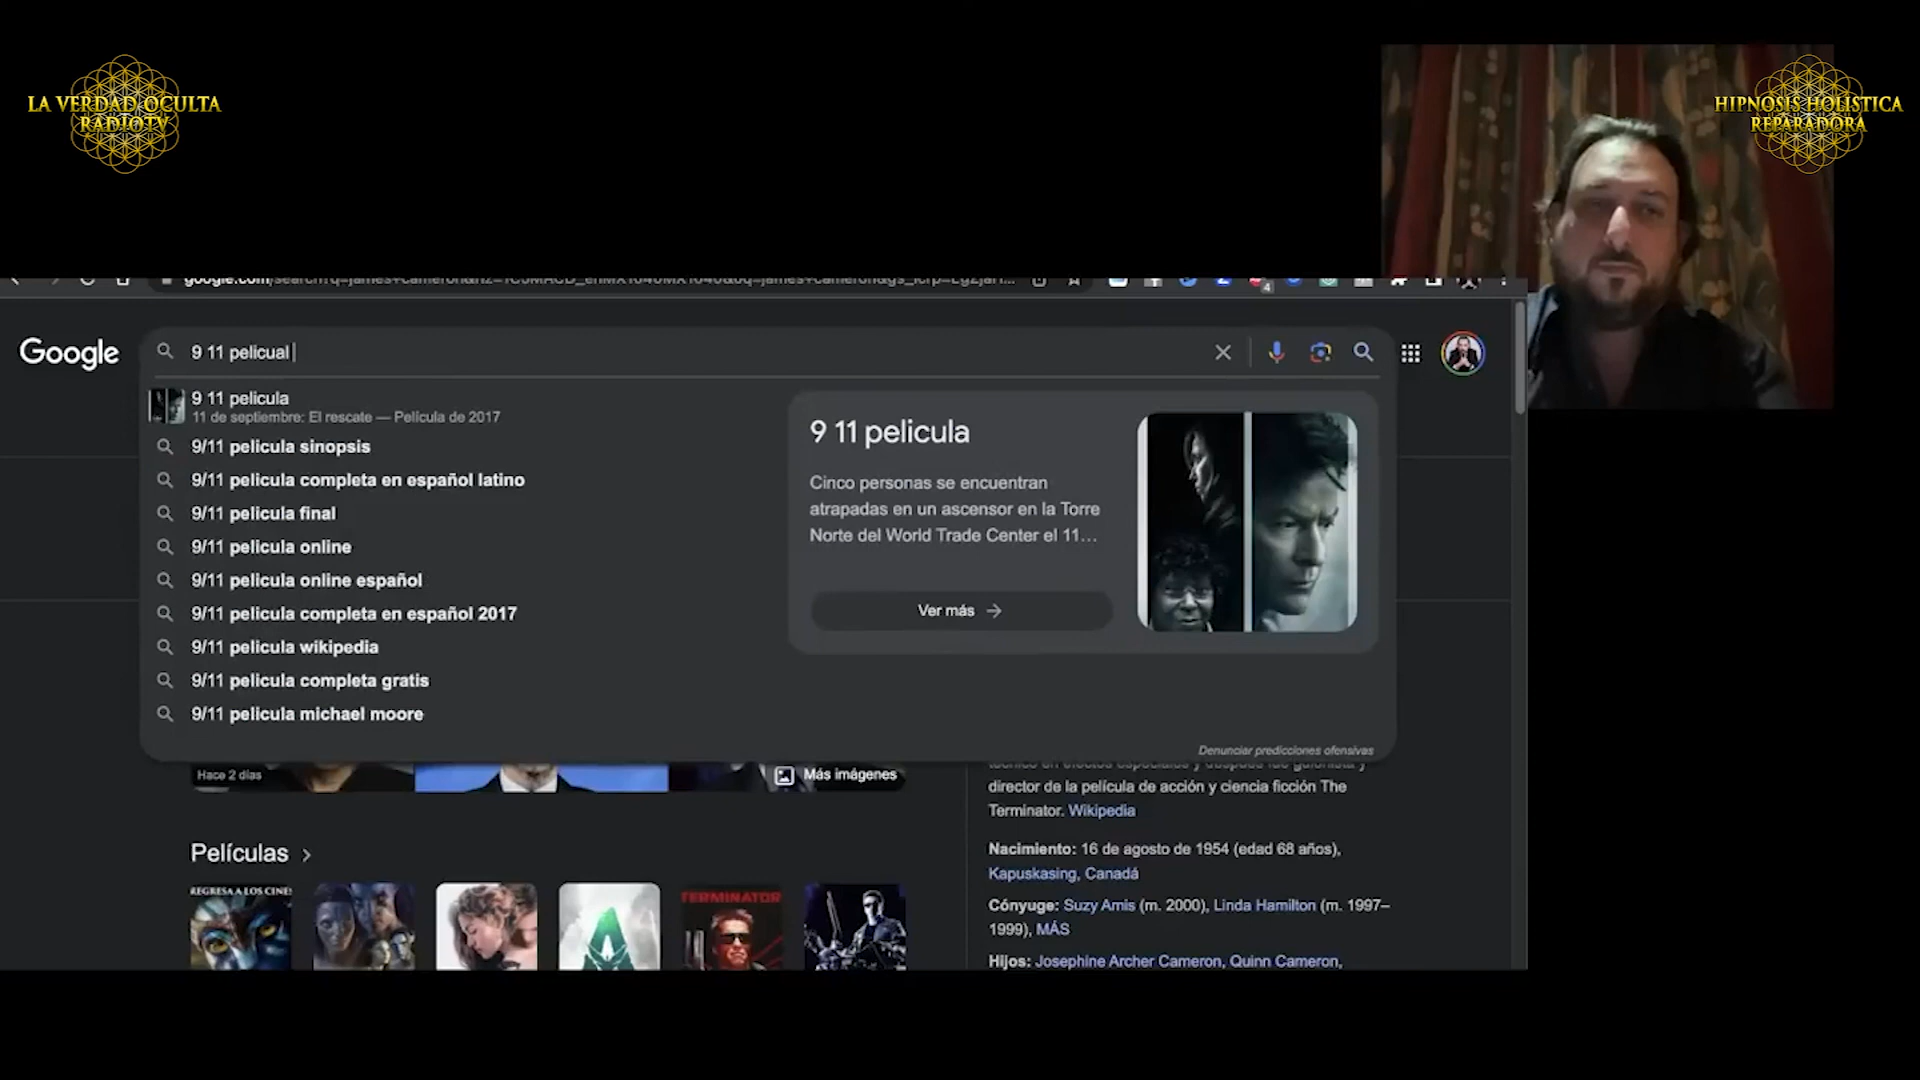 LA VERDAD OCULTA
RADIOTV
HIPNOSIS HOLISTICA
REPARADORA
Google
9 11 pelicual
9 11 pelicula
11 de septiembre: El rescate — Película de 2017
9/11 pelicula sinopsis
9/11 pelicula completa en español latino
9/11 pelicula final
9/11 pelicula online
9/11 pelicula online español
9/11 pelicula completa en español 2017
9/11 pelicula wikipedia
9/11 pelicula completa gratis
9/11 pelicula michael moore
9 11 pelicula
Cinco personas se encuentran
atrapadas en un ascensor en la Torre
Norte del World Trade Center el 11...
Ver más
Denunciar predicciones ofensivas
Hace 2 días
Más imágenes
director de la película de acción y ciencia ficción The
Terminator. Wikipedia
Nacimiento: 16 de agosto de 1954 (edad 68 años),
Kapuskasing, Canadá
Cónyuge: Suzy Amis (m. 2000), Linda Hamilton (m. 1997–
1999), MÁS
Hijos: Josephine Archer Cameron, Quinn Cameron,
Películas
REGRESA A LOS CINES
TERMINATOR